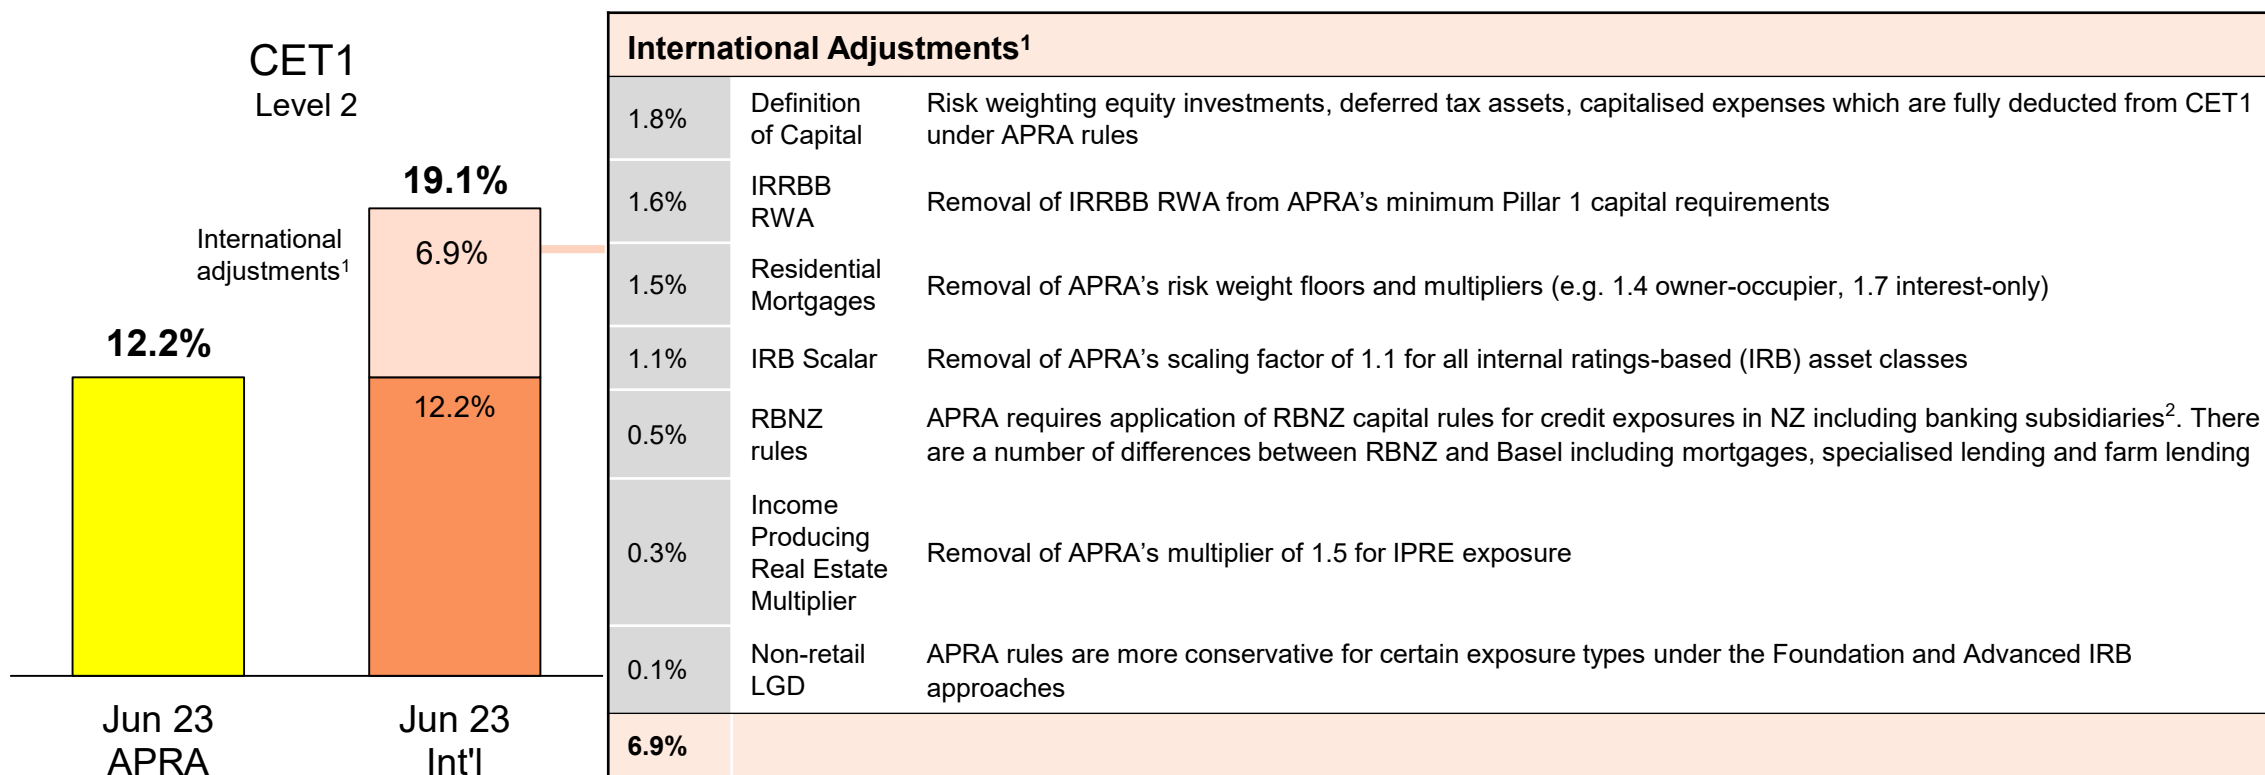 CET1
Level 2
19.1%
International
adjustments¹
6.9%
12.2%
12.2%
Jun 23
APRA
Jun 23
Int'l
International Adjustments¹
1.8%
Definition
of Capital
Risk weighting equity investments, deferred tax assets, capitalised expenses which are fully deducted from CET1
under APRA rules
1.6%
IRRBB
RWA
Removal of IRRBB RWA from APRA’s minimum Pillar 1 capital requirements
1.5%
Residential
Mortgages
Removal of APRA’s risk weight floors and multipliers (e.g. 1.4 owner-occupier, 1.7 interest-only)
1.1%
IRB Scalar
Removal of APRA’s scaling factor of 1.1 for all internal ratings-based (IRB) asset classes
0.5%
RBNZ
rules
APRA requires application of RBNZ capital rules for credit exposures in NZ including banking subsidiaries². There
are a number of differences between RBNZ and Basel including mortgages, specialised lending and farm lending
0.3%
Income
Producing
Real Estate
Multiplier
Removal of APRA’s multiplier of 1.5 for IPRE exposure
0.1%
Non-retail
LGD
APRA rules are more conservative for certain exposure types under the Foundation and Advanced IRB
approaches
6.9%